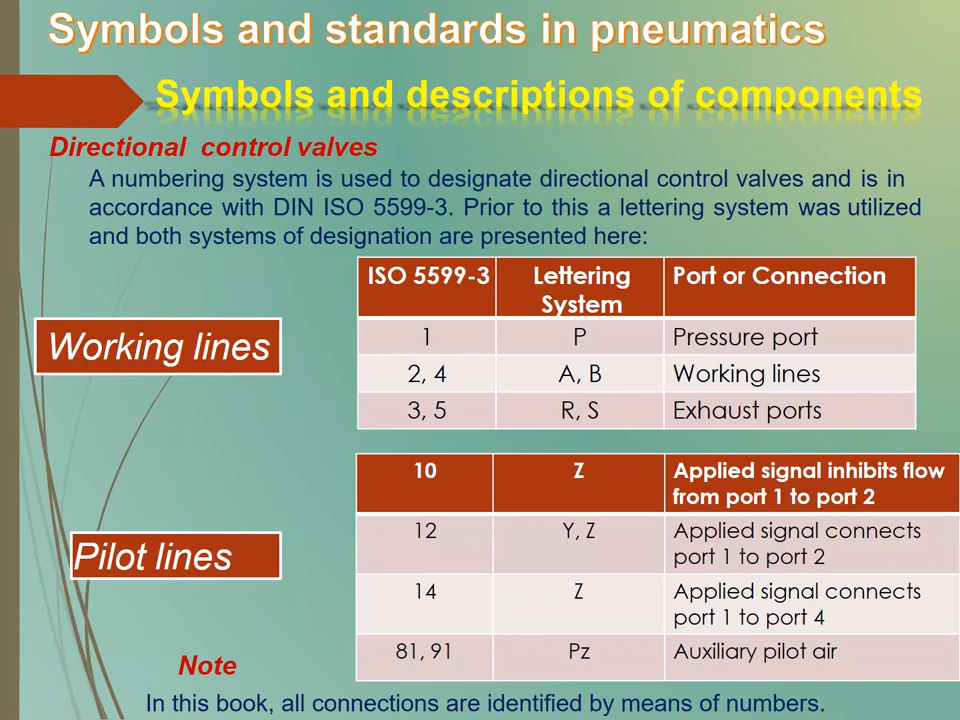 Symbols and standards in pneumatics
Symbols and descriptions of components
Directional control valves
A numbering system is used to designate directional control valves and is in
accordance with DIN ISO 5599-3. Prior to this a lettering system was utilized
and both systems of designation are presented here:
Working lines
ISO 5599-3 Lettering System Port or Connection
1 P Pressure port
2, 4 A, B Working lines
3, 5 R, S Exhaust ports
Pilot lines
10 Z Applied signal inhibits flow from port 1 to port 2
12 Y, Z Applied signal connects port 1 to port 2
14 Z Applied signal connects port 1 to port 4
81, 91 Pz Auxiliary pilot air
Note
In this book, all connections are identified by means of numbers.